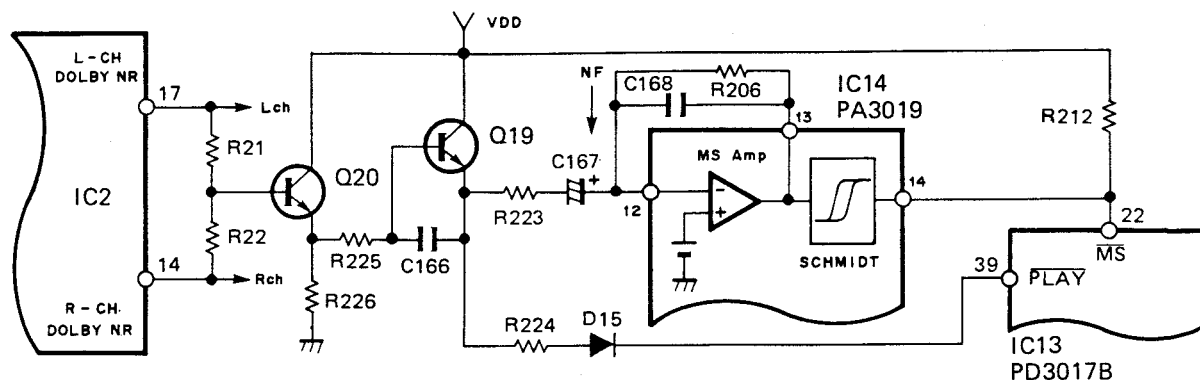 VDD
L-CH
DOLBY NR
17
Lch
R21
IC2
R22
14
Rch
R-CH
DOLBY NR
Q20
R225
R226
C166
Q19
R223
C167
+
NF
C168
R206
IC14
PA3019
13
MS Amp
12
-
+
SCHMIDT
14
R212
22
MS
39
PLAY
IC13
PD3017B
R224
D15